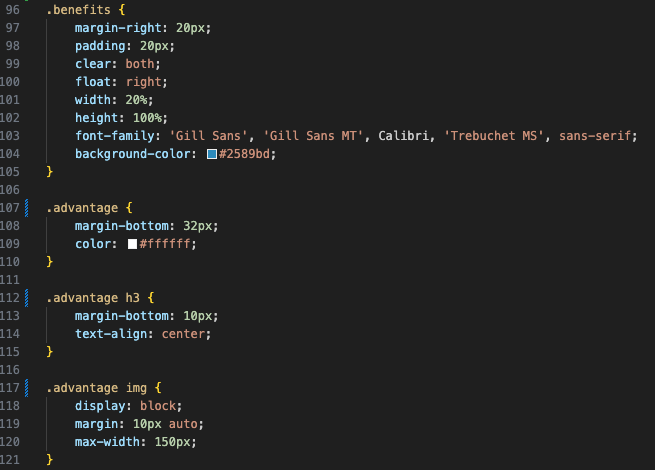 96 .benefits {
97 margin-right: 20px;
98 padding: 20px;
99 clear: both;
100 float: right;
101 width: 20%;
102 height: 100%;
103 font-family: 'Gill Sans', 'Gill Sans MT', Calibri, 'Trebuchet MS', sans-serif;
104 background-color: #2589bd;
105 }
106
107 .advantage {
108 margin-bottom: 32px;
109 color: #ffffff;
110 }
111
112 .advantage h3 {
113 margin-bottom: 10px;
114 text-align: center;
115 }
116
117 .advantage img {
118 display: block;
119 margin: 10px auto;
120 max-width: 150px;
121 }